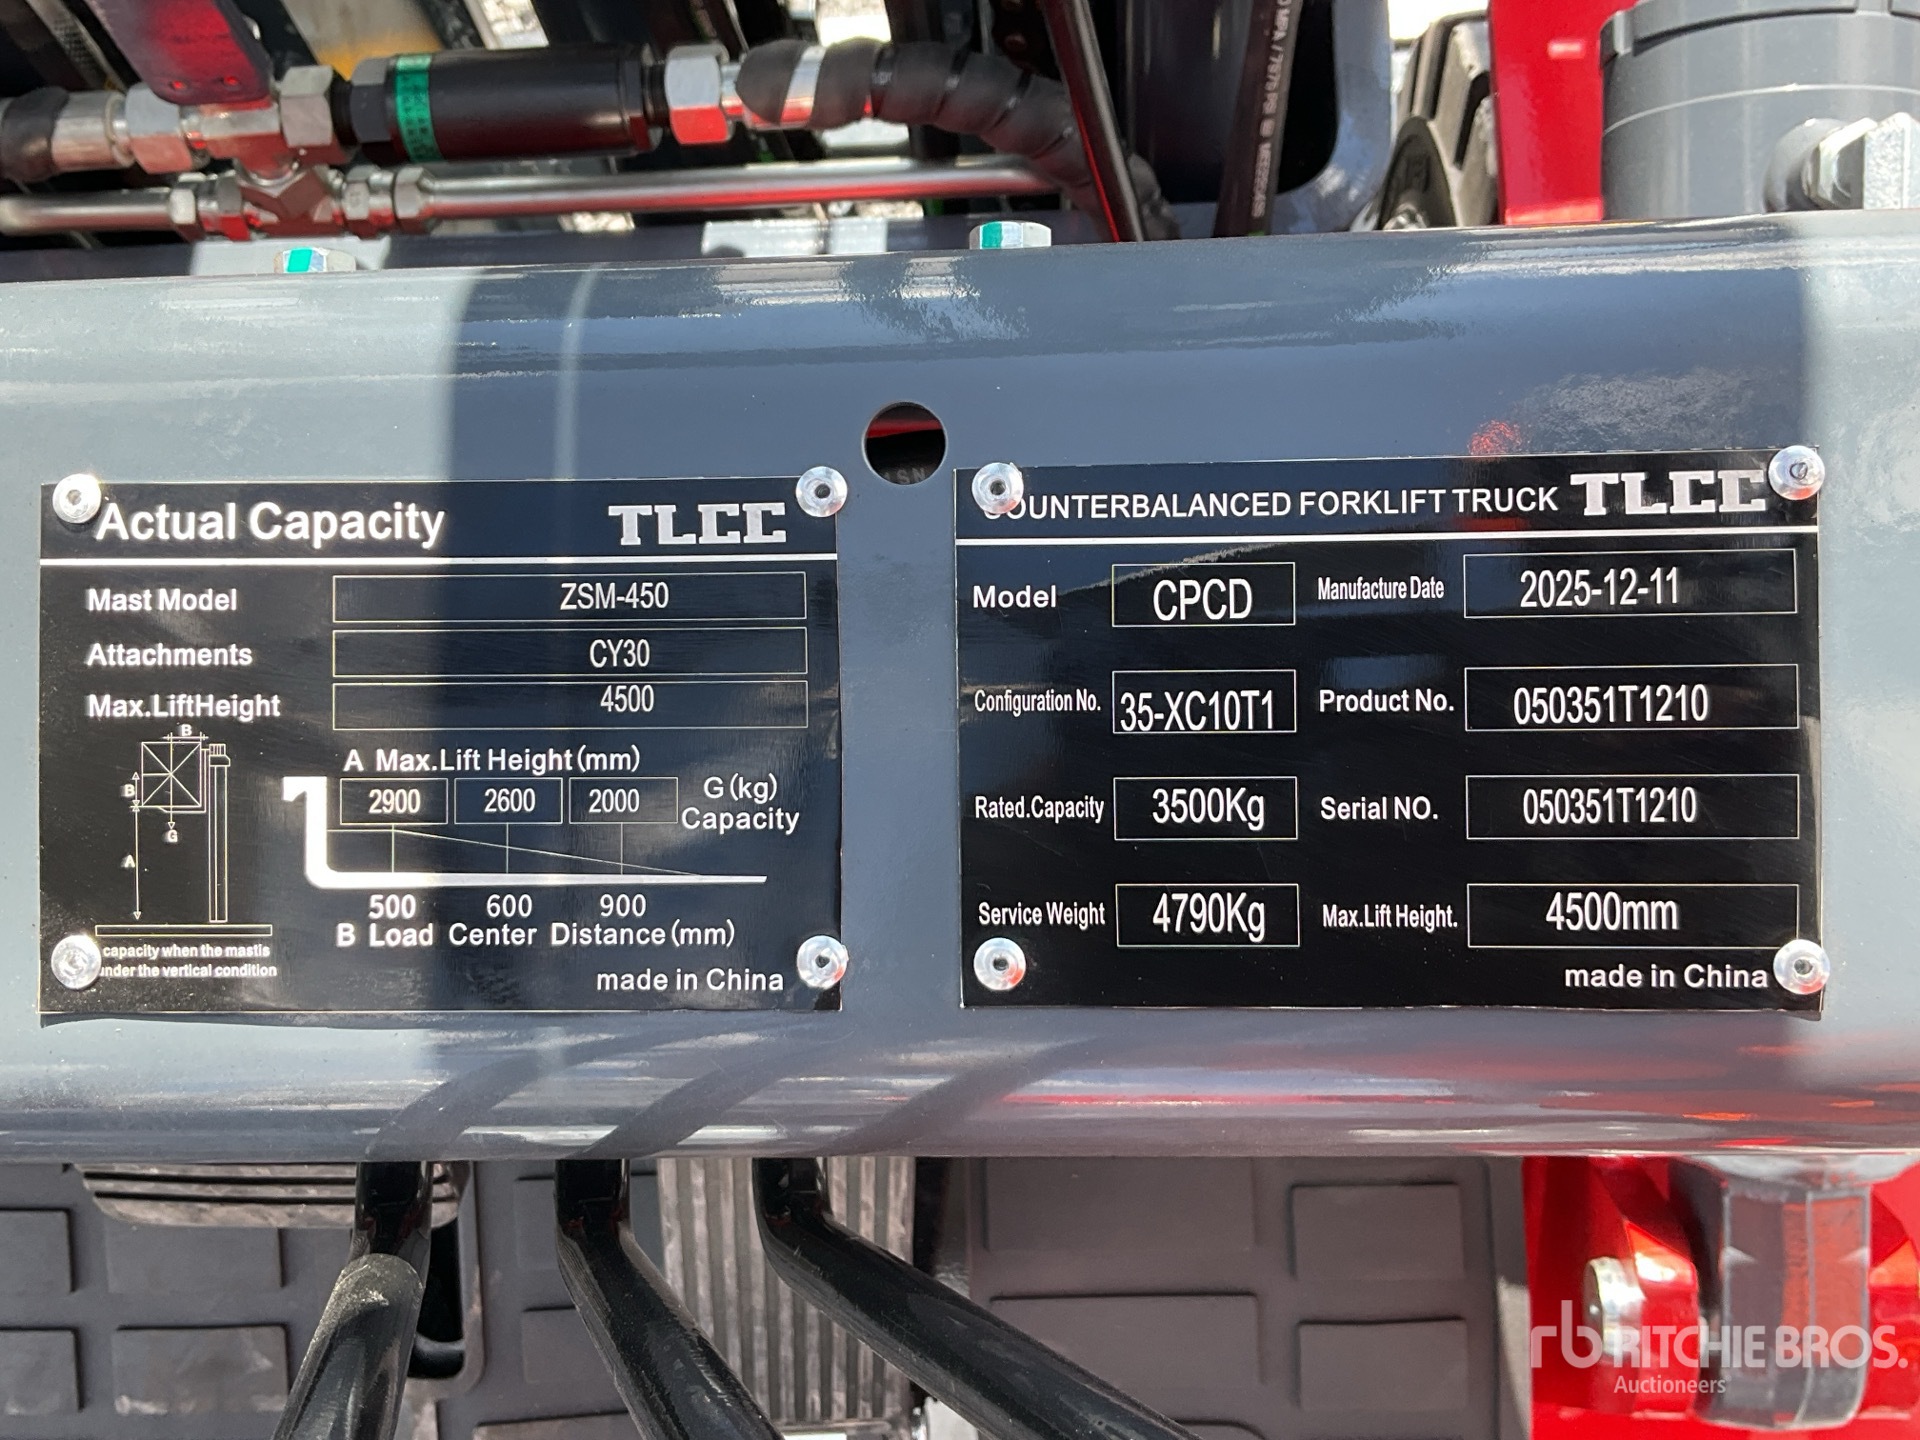 Actual Capacity TLCC
Mast Model ZSM-450
Attachments CY30
Max.LiftHeight 4500
B
B
G
A
A Max.Lift Height(mm)
2900 2600 2000 G(kg)
Capacity
500 600 900
B Load Center Distance(mm)
capacity when the mastis
under the vertical condition
made in China
COUNTERBALANCED FORKLIFT TRUCK TLCC
Model CPCD Manufacture Date 2025-12-11
Configuration No. 35-XC10T1 Product No. 050351T1210
Rated.Capacity 3500Kg Serial NO. 050351T1210
Service Weight 4790Kg Max.Lift Height. 4500mm
made in China
rb RITCHIE BROS.
Auctioneers